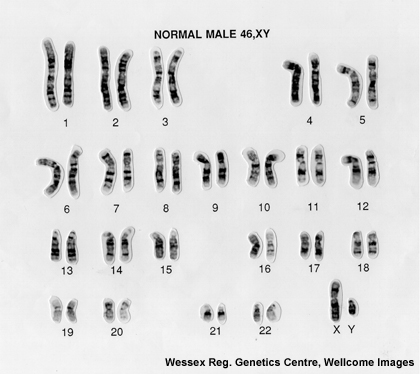 NORMAL MALE 46,XY
1 2 3 4 5
6 7 8 9 10 11 12
13 14 15 16 17 18
19 20 21 22 X Y
Wessex Reg. Genetics Centre, Wellcome Images